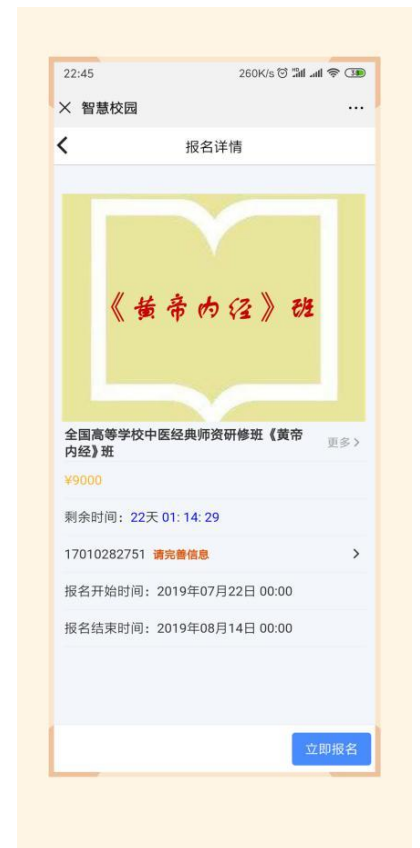 22:45
260K/s
智慧校园
报名详情
《黄帝内经》班
全国高等学校中医经典师资研修班《黄帝
内经》班
更多
¥9000
剩余时间：22天 01: 14: 29
17010282751 请完善信息
报名开始时间：2019年07月22日 00:00
报名结束时间：2019年08月14日 00:00
立即报名